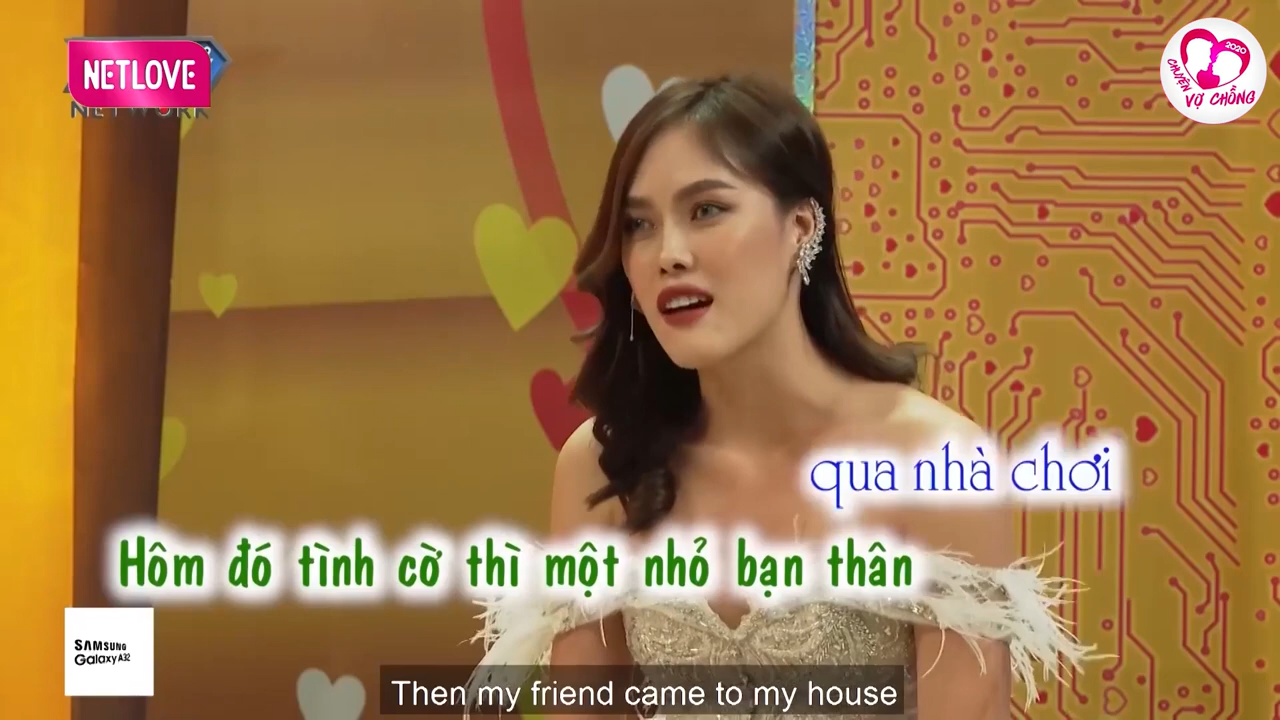 NETLOVE
NETWORK
2020
CHUYỆN
VỢ CHỒNG
qua nhà chơi
Hôm đó tình cờ thì một nhỏ bạn thân
SAMSUNG
Galaxy A32
Then my friend came to my house